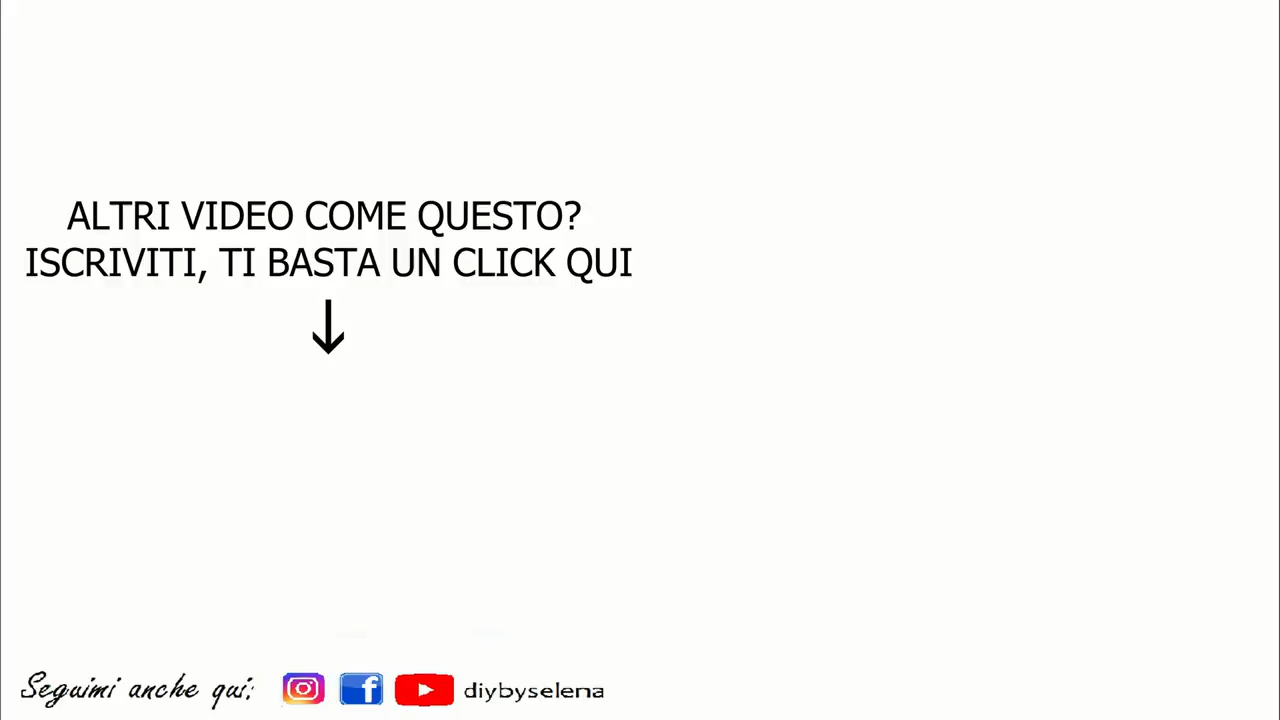 ALTRI VIDEO COME QUESTO?
ISCRIVITI, TI BASTA UN CLICK QUI
Seguimi anche qui: diybyselena